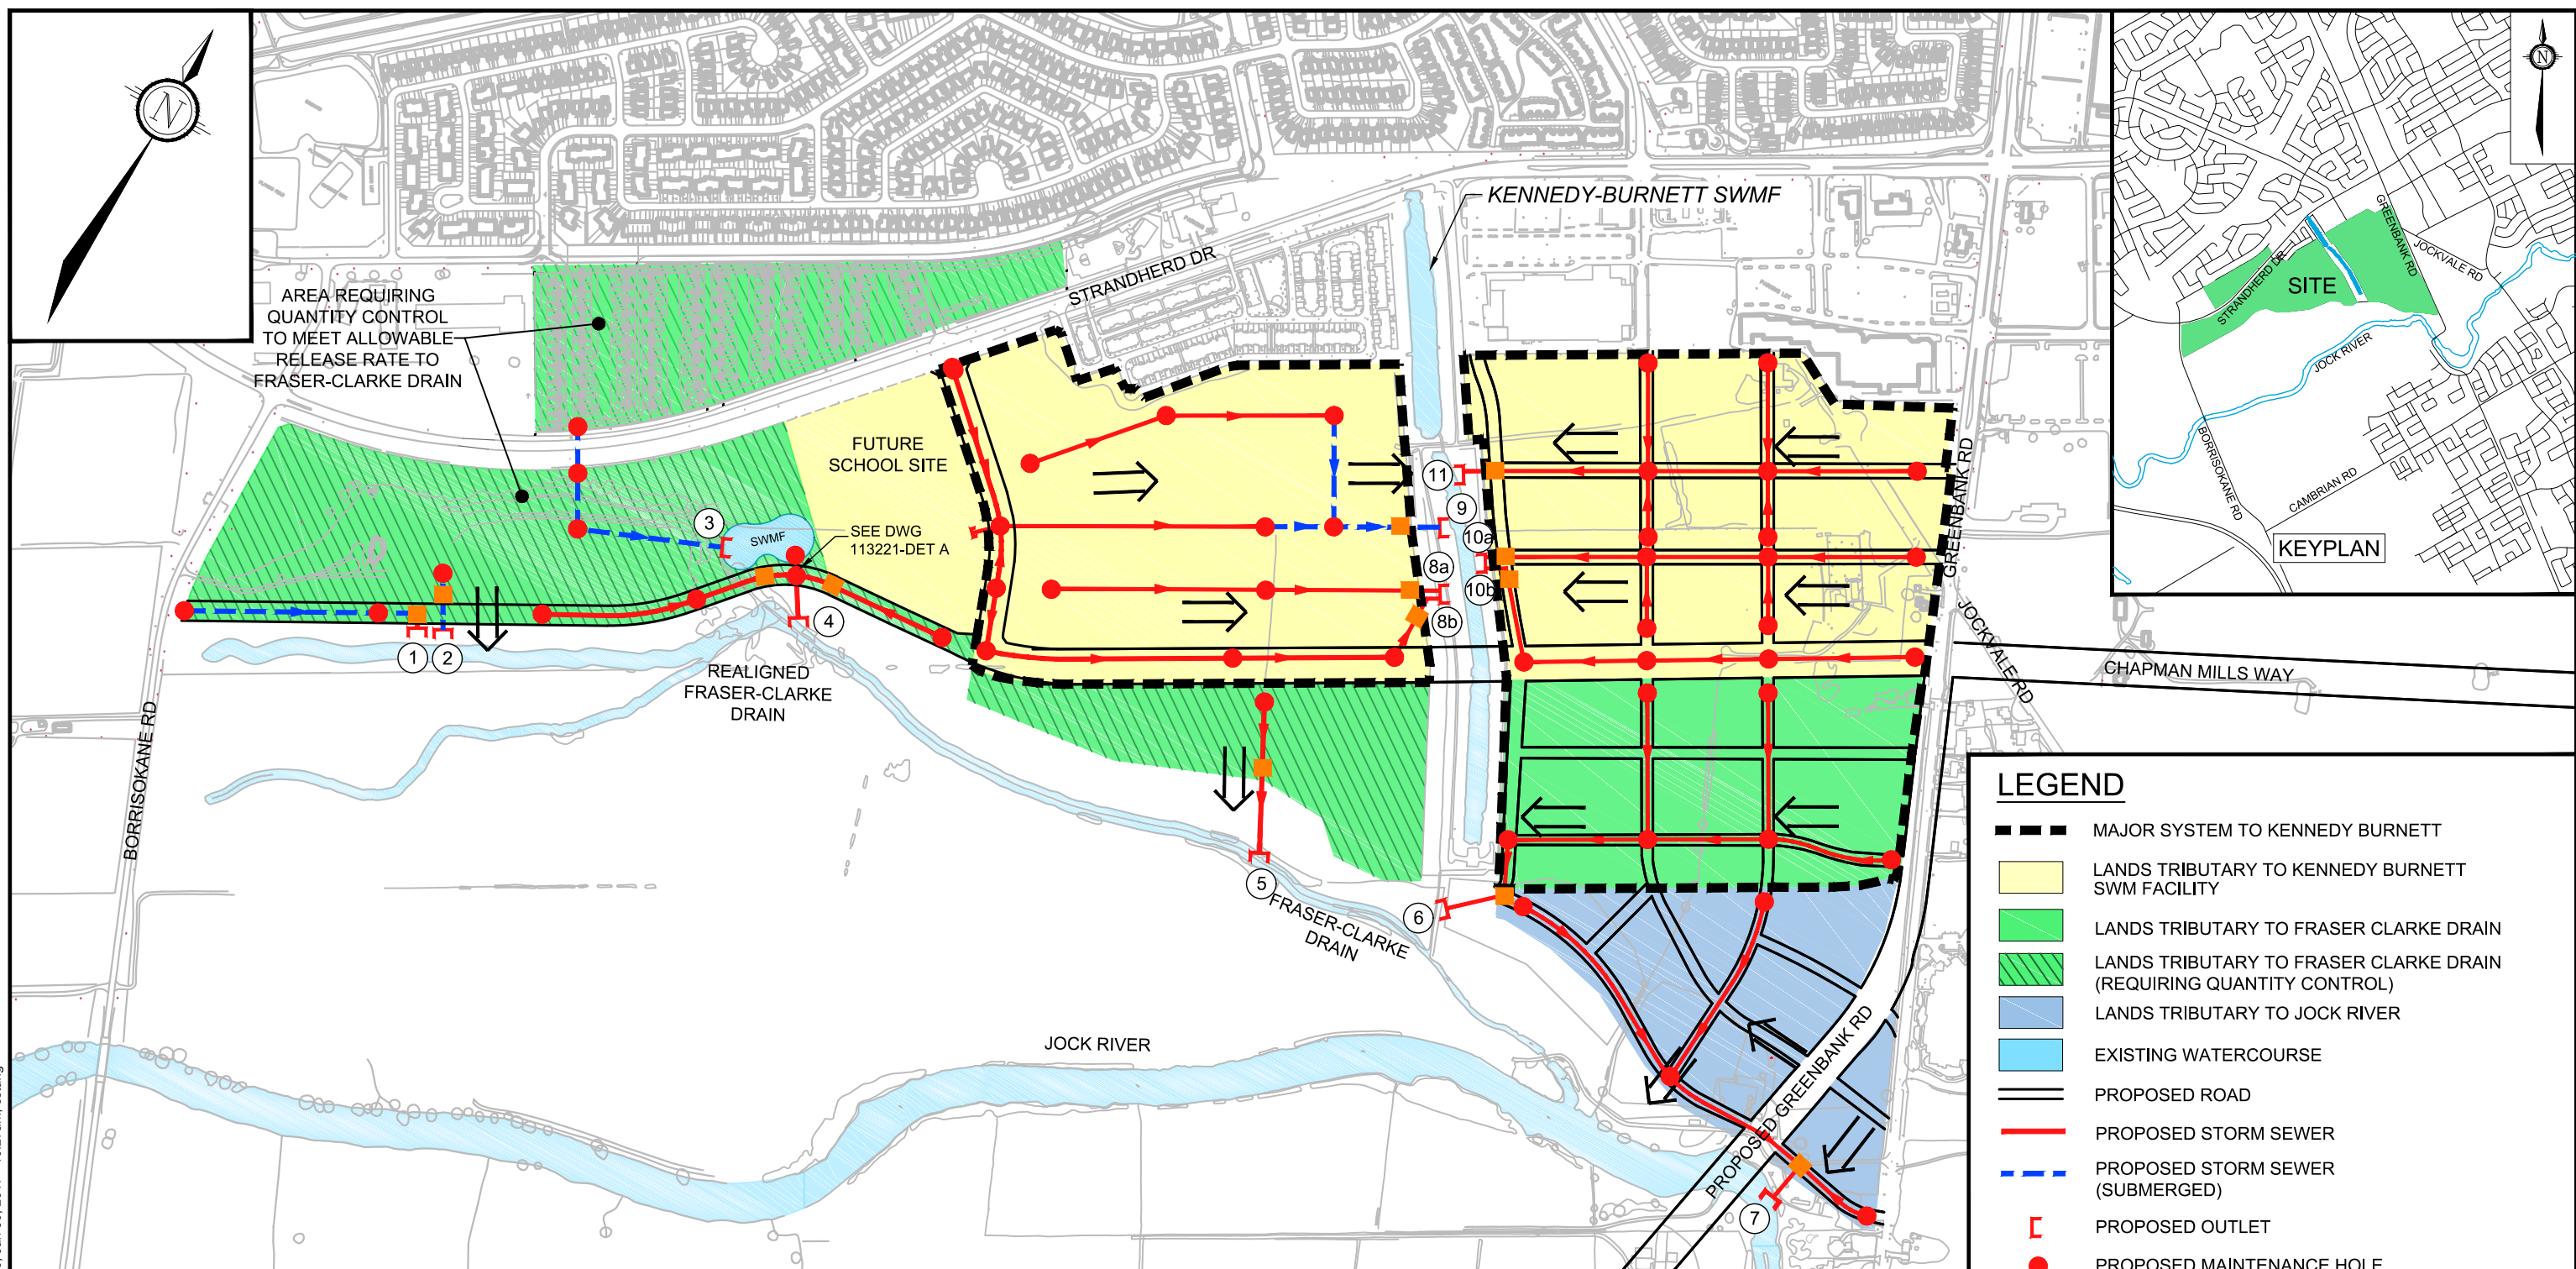 N
KENNEDY-BURNETT SWMF
STRANDHERD DR
AREA REQUIRING
QUANTITY CONTROL
TO MEET ALLOWABLE
RELEASE RATE TO
FRASER-CLARKE DRAIN
FUTURE
SCHOOL SITE
SEE DWG
113221-DET A
SWMF
3
4
1
2
REALIGNED
FRASER-CLARKE
DRAIN
BORRISOKANE RD
11
9
10a
8a
10b
8b
5
6
7
FRASER-CLARKE
DRAIN
JOCK RIVER
GREENBANK RD
JOCKVALE RD
CHAPMAN MILLS WAY
PROPOSED GREENBANK RD
N
GREENBANK RD
JOCKVALE RD
STRANDHERD DR
SITE
JOCK RIVER
BORRISOKANE RD
CAMBRIAN RD
KEYPLAN
LEGEND
MAJOR SYSTEM TO KENNEDY BURNETT
LANDS TRIBUTARY TO KENNEDY BURNETT
SWM FACILITY
LANDS TRIBUTARY TO FRASER CLARKE DRAIN
LANDS TRIBUTARY TO FRASER CLARKE DRAIN
(REQUIRING QUANTITY CONTROL)
LANDS TRIBUTARY TO JOCK RIVER
EXISTING WATERCOURSE
PROPOSED ROAD
PROPOSED STORM SEWER
PROPOSED STORM SEWER
(SUBMERGED)
PROPOSED OUTLET
PROPOSED MAINTENANCE HOLE